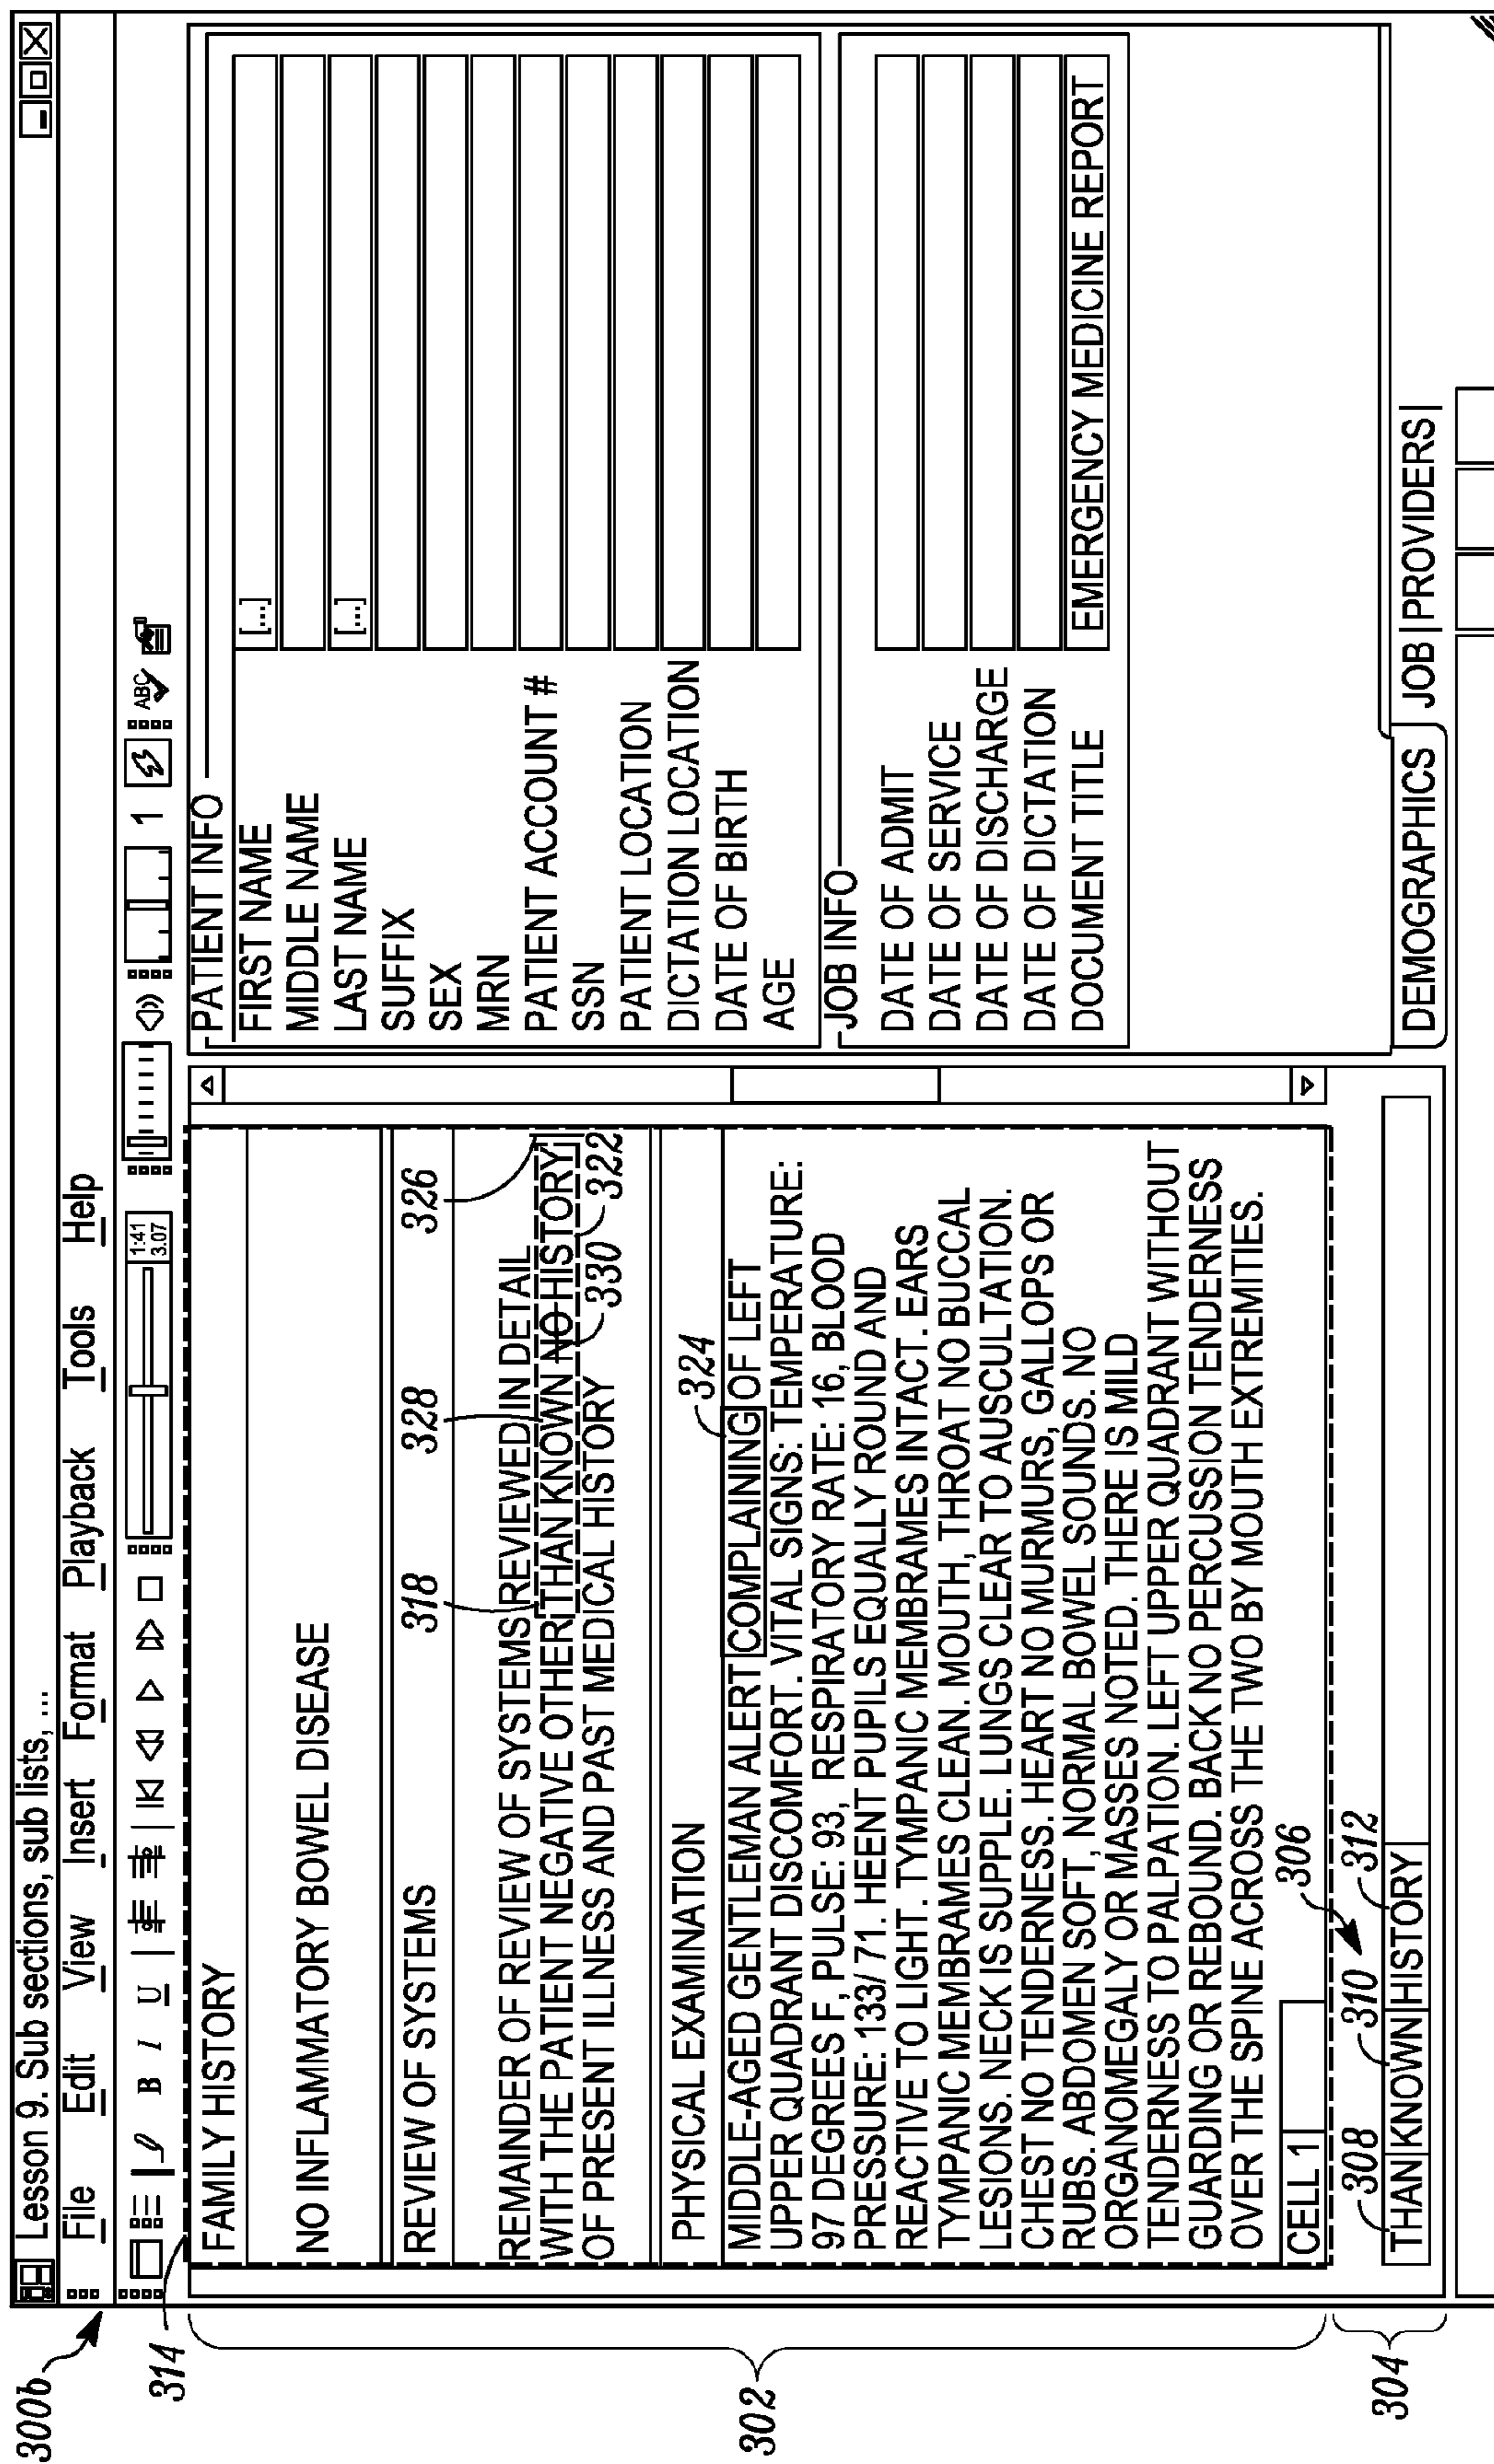 300b
Lesson 9. Sub sections, sub lists, ...
File Edit View Insert Format Playback Tools Help
B I U 1:41 1 ABC
3.07
314
FAMILY HISTORY
NO INFLAMMATORY BOWEL DISEASE
REVIEW OF SYSTEMS
318 328 326
REMAINDER OF REVIEW OF SYSTEMS REVIEWED IN DETAIL
WITH THE PATIENT NEGATIVE OTHER THAN KNOWN NO HISTORY
OF PRESENT ILLNESS AND PAST MEDICAL HISTORY
330 322
PHYSICAL EXAMINATION
324
MIDDLE-AGED GENTLEMAN ALERT COMPLAINING OF LEFT
UPPER QUADRANT DISCOMFORT. VITAL SIGNS: TEMPERATURE:
97 DEGREES F, PULSE: 93, RESPIRATORY RATE: 16, BLOOD
PRESSURE: 133/ 71. HEENT PUPILS EQUALLY ROUND AND
REACTIVE TO LIGHT. TYMPANIC MEMBRAMES INTACT. EARS
TYMPANIC MEMBRAMES CLEAN. MOUTH, THROAT NO BUCCAL
LESIONS. NECK IS SUPPLE. LUNGS CLEAR TO AUSCULTATION.
CHEST NO TENDERNESS. HEART NO MURMURS, GALLOPS OR
RUBS. ABDOMEN SOFT, NORMAL BOWEL SOUNDS. NO
ORGANOMEGALY OR MASSES NOTED. THERE IS MILD
TENDERNESS TO PALPATION. LEFT UPPER QUADRANT WITHOUT
GUARDING OR REBOUND. BACK NO PERCUSSION TENDERNESS
OVER THE SPINE ACROSS THE TWO BY MOUTH EXTREMITIES.
CELL 1
302
306
308 310 312
THAN KNOWN HISTORY
304
PATIENT INFO
FIRST NAME [...]
MIDDLE NAME
LAST NAME [...]
SUFFIX
SEX
MRN
PATIENT ACCOUNT #
SSN
PATIENT LOCATION
DICTATION LOCATION
DATE OF BIRTH
AGE
JOB INFO
DATE OF ADMIT
DATE OF SERVICE
DATE OF DISCHARGE
DATE OF DICTATION
DOCUMENT TITLE EMERGENCY MEDICINE REPORT
DEMOGRAPHICS JOB | PROVIDERS |